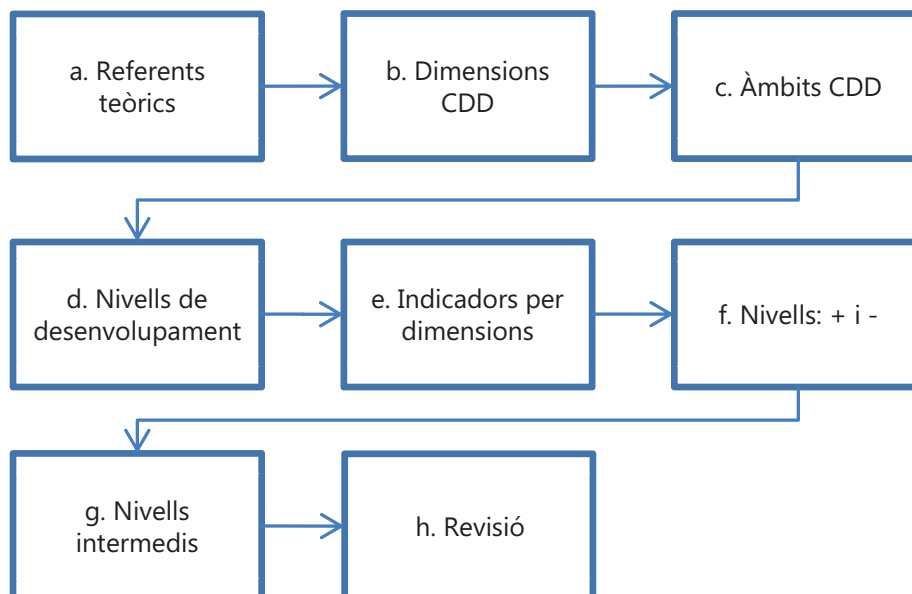 a. Referents
teòrics
b. Dimensions
CDD
c. Àmbits CDD
d. Nivells de
desenvolupament
e. Indicadors per
dimensions
f. Nivells: + i -
g. Nivells
intermedis
h. Revisió